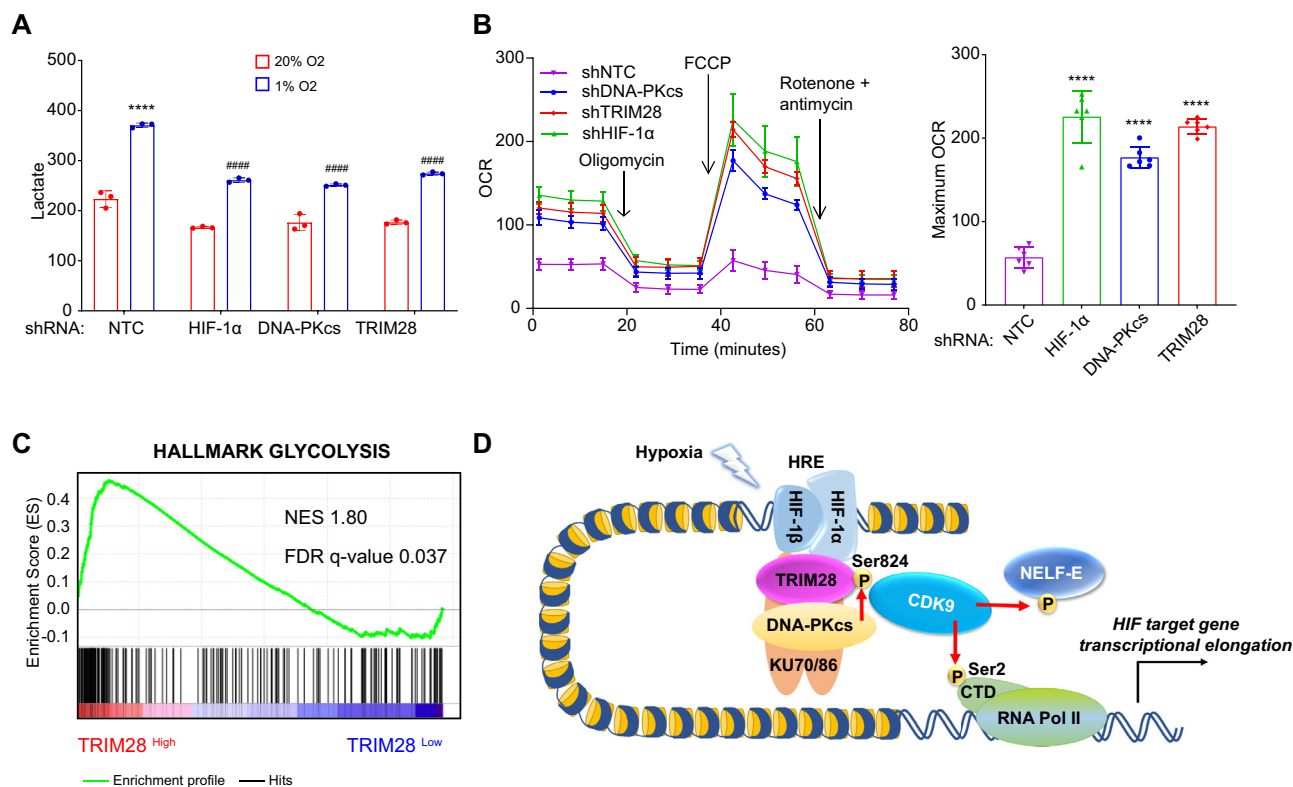 A
Lactate
500
400
300
200
100
0
20% O2
1% O2
****
####
####
####
shRNA:
NTC
HIF-1α
DNA-PKcs
TRIM28
B
OCR
300
200
100
0
shNTC
shDNA-PKcs
shTRIM28
shHIF-1α
Oligomycin
FCCP
Rotenone +
antimycin
0
20
40
60
80
Time (minutes)
Maximum OCR
300
200
100
0
****
****
****
shRNA:
NTC
HIF-1α
DNA-PKcs
TRIM28
C
HALLMARK GLYCOLYSIS
Enrichment Score (ES)
0.4
0.3
0.2
0.1
0.0
-0.1
NES 1.80
FDR q-value 0.037
TRIM28 High
TRIM28 Low
Enrichment profile
Hits
D
Hypoxia
HRE
HIF-1β
HIF-1α
Ser824
TRIM28
P
DNA-PKcs
KU70/86
CDK9
NELF-E
P
P
Ser2
CTD
RNA Pol II
HIF target gene
transcriptional elongation